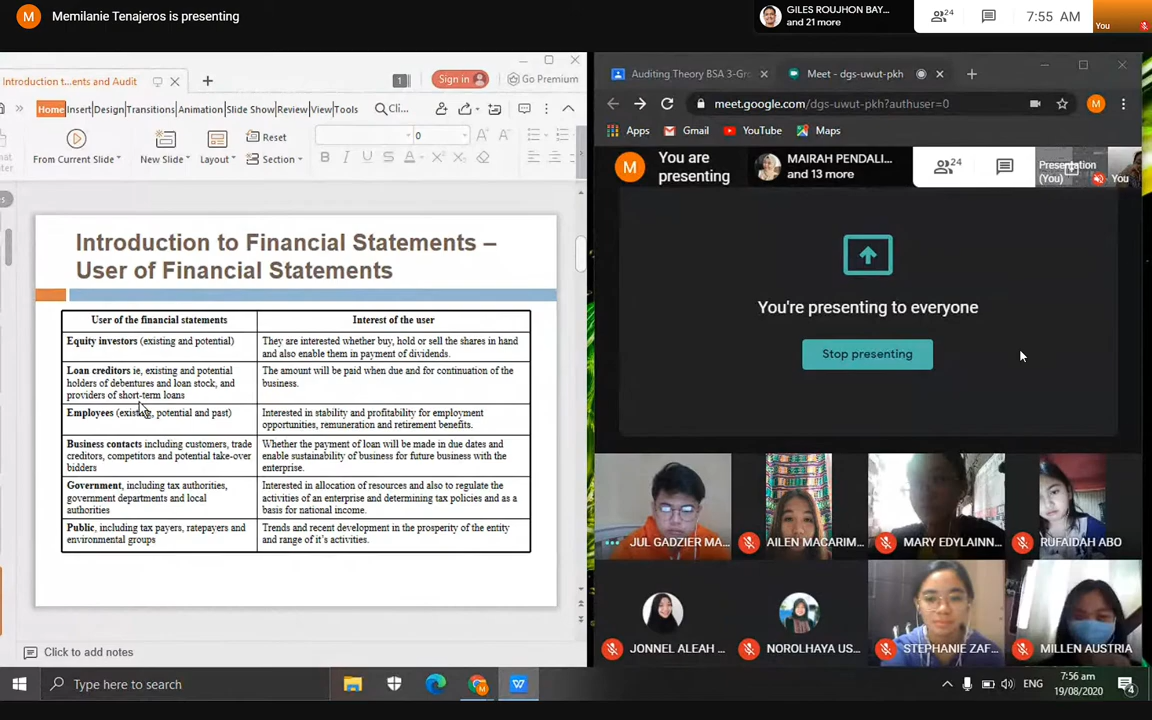 M
Memilanie Tenajeros is presenting
GILES ROUJHON BAY...
and 21 more
24
7:55 AM
You
Introduction t...ents and Audit
1
Sign in
Go Premium
Home
Insert
Design
Transitions
Animation
Slide Show
Review
View
Tools
Cli...
Reset
0
From Current Slide
New Slide
Layout
Section
B I U S A X² X₂
Introduction to Financial Statements –
User of Financial Statements
User of the financial statements
Interest of the user
Equity investors (existing and potential)
They are interested whether buy, hold or sell the shares in hand
and also enable them in payment of dividends.
Loan creditors ie, existing and potential
holders of debentures and loan stock, and
providers of short-term loans
The amount will be paid when due and for continuation of the
business.
Employees (existing, potential and past)
Interested in stability and profitability for employment
opportunities, remuneration and retirement benefits.
Business contacts including customers, trade
creditors, competitors and potential take-over
bidders
Whether the payment of loan will be made in due dates and
enable sustainability of business for future business with the
enterprise.
Government, including tax authorities,
government departments and local
authorities
Interested in allocation of resources and also to regulate the
activities of an enterprise and determining tax policies and as a
basis for national income.
Public, including tax payers, ratepayers and
environmental groups
Trends and recent development in the prosperity of the entity
and range of it's activities.
Click to add notes
Auditing Theory BSA 3-Gr
Meet - dgs-uwut-pkh
meet.google.com/dgs-uwut-pkh?authuser=0
M
Apps
Gmail
YouTube
Maps
M
You are
presenting
MAIRAH PENDALI...
and 13 more
24
Presentation
(You)
You
You're presenting to everyone
Stop presenting
JUL GADZIER MA...
AILEN MACARIM...
MARY EDYLAINN...
RUFAIDAH ABO
JONNEL ALEAH ...
NOROLHAYA US...
STEPHANIE ZAF...
MILLEN AUSTRIA
Type here to search
ENG
7:56 am
19/08/2020
4